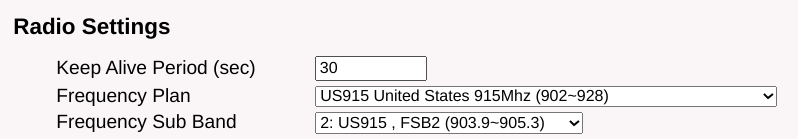 Radio Settings
Keep Alive Period (sec) 30
Frequency Plan US915 United States 915Mhz (902~928)
Frequency Sub Band 2: US915 , FSB2 (903.9~905.3)